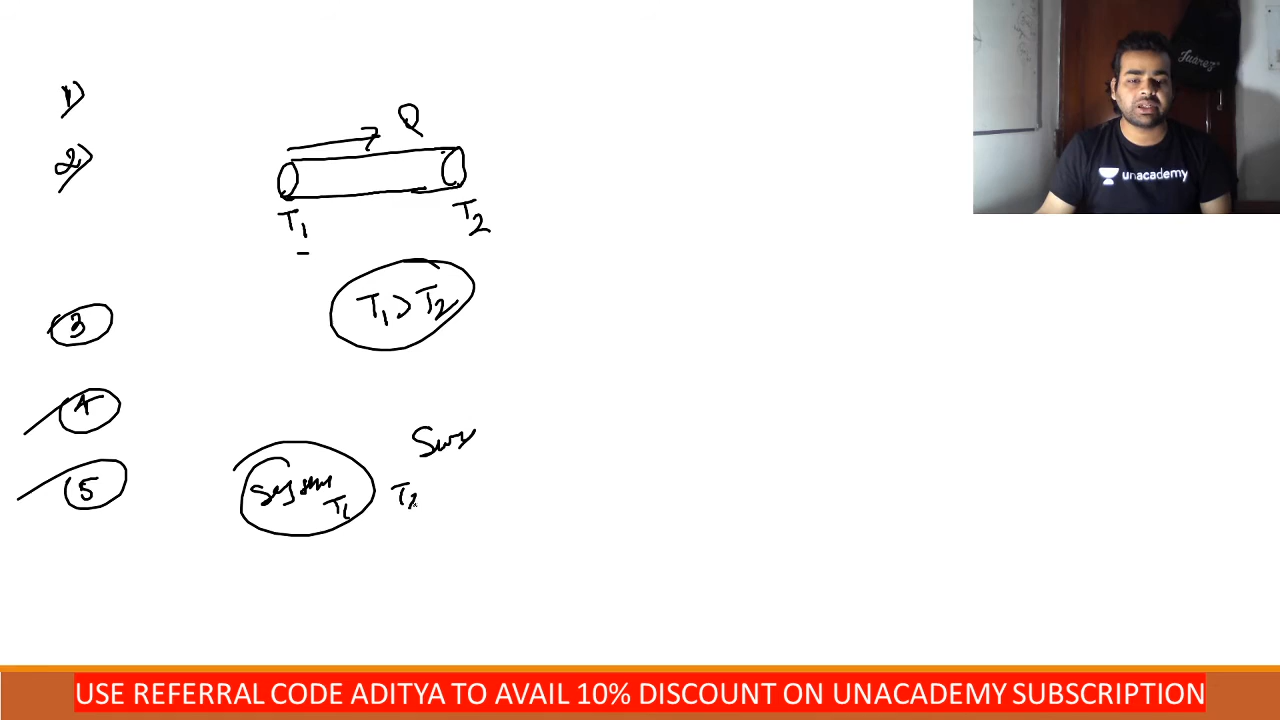 1)
2)
Q
T1
T2
T1 > T2
3
4
5
System
T1
Surr
T2
Juarez
unacademy
USE REFERRAL CODE ADITYA TO AVAIL 10% DISCOUNT ON UNACADEMY SUBSCRIPTION